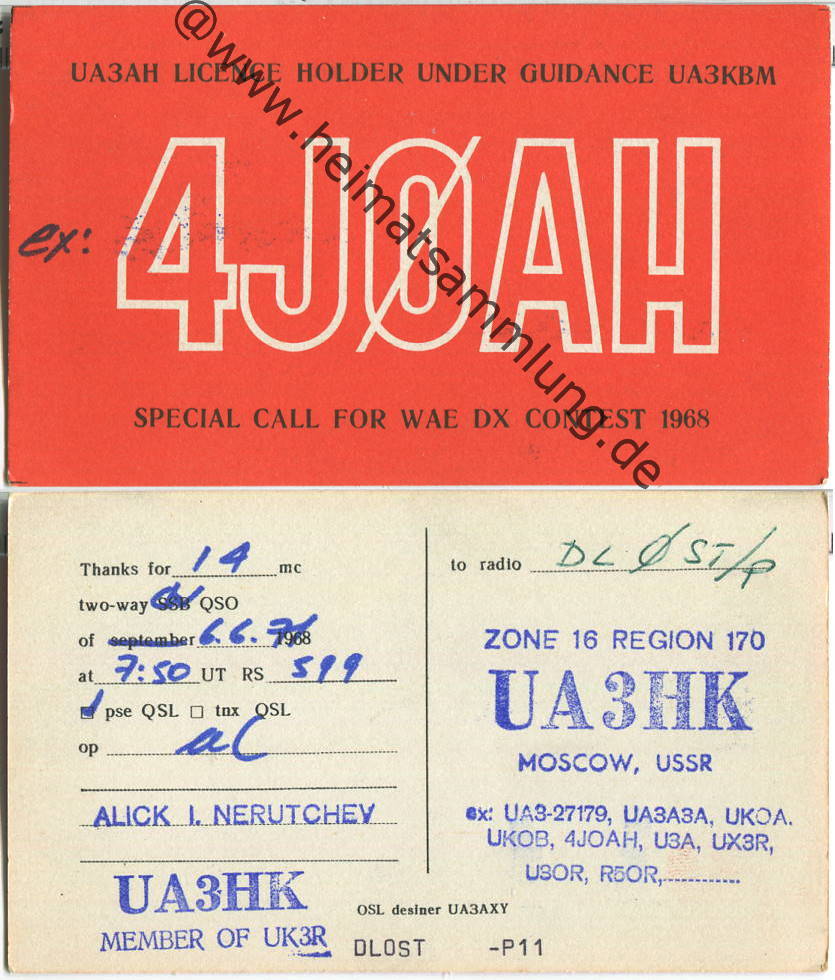 UA3AH LICENCE HOLDER UNDER GUIDANCE UA3KBM
ex: 4JØAH
SPECIAL CALL FOR WAE DX CONTEST 1968
@www.heimatsammlung.de
Thanks for 14 mc
two-way SSB QSO
of september 6.6.71 1968
at 7:50 UT RS 599
pse QSL tnx QSL
op al
ALICK I. NERUTCHEV
UA3HK
MEMBER OF UK3R
to radio DLØST/P
ZONE 16 REGION 170
UA3HK
MOSCOW, USSR
ex: UA3-27179, UA3A3A, UKOA.
UKOB, 4JOAH, U3A, UX3R,
U3OR, R5OR,
QSL desiner UA3AXY
DLOST -P11